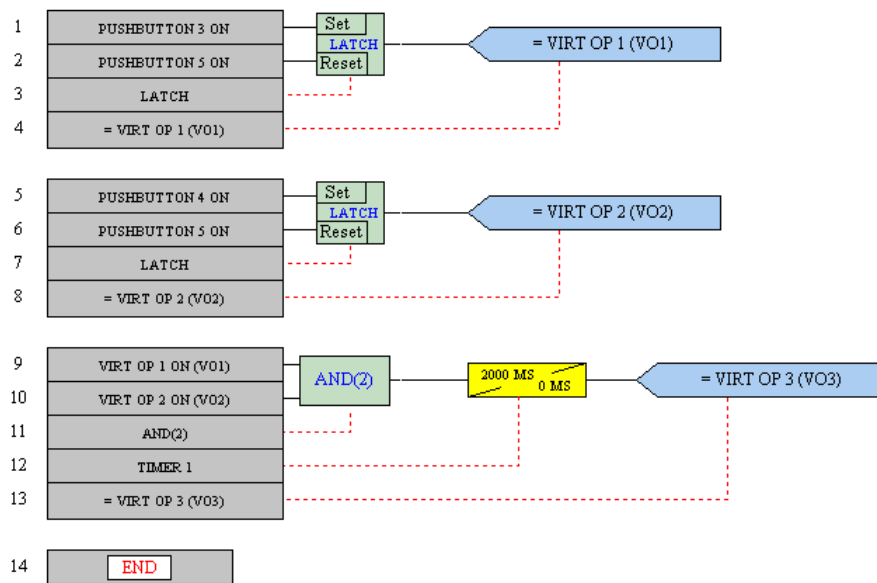 1 PUSHBUTTON 3 ON Set
LATCH = VIRT OP 1 (VO1)
2 PUSHBUTTON 5 ON Reset
3 LATCH
4 = VIRT OP 1 (VO1)
5 PUSHBUTTON 4 ON Set
LATCH = VIRT OP 2 (VO2)
6 PUSHBUTTON 5 ON Reset
7 LATCH
8 = VIRT OP 2 (VO2)
9 VIRT OP 1 ON (VO1)
AND(2) 2000 MS 0 MS = VIRT OP 3 (VO3)
10 VIRT OP 2 ON (VO2)
11 AND(2)
12 TIMER 1
13 = VIRT OP 3 (VO3)
14 END